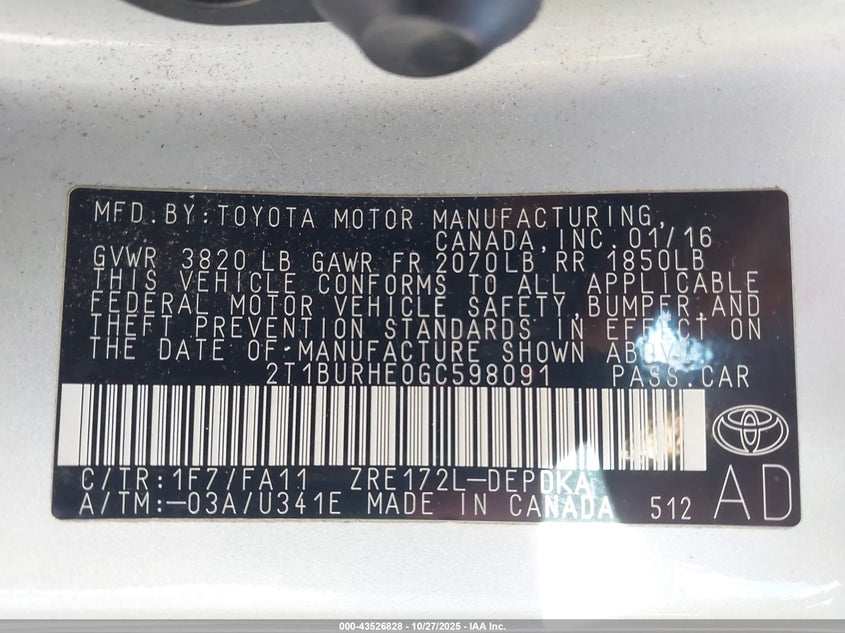 MFD.BY:TOYOTA MOTOR MANUFACTURING,
CANADA,INC.01/16
GVWR 3820 LB GAWR FR 2070LB RR 1850LB
THIS VEHICLE CONFORMS TO ALL APPLICABLE
FEDERAL MOTOR VEHICLE SAFETY,BUMPER,AND
THEFT PREVENTION STANDARDS IN EFFECT ON
THE DATE OF MANUFACTURE SHOWN ABOVE.
2T1BURHE0GC598091 PASS.CAR
C/TR:1F7/FA11 ZRE172L-DEPDKA
A/TM:-03A/U341E MADE IN CANADA 512 AD
000-43526828 - 10/27/2025 - IAA Inc.